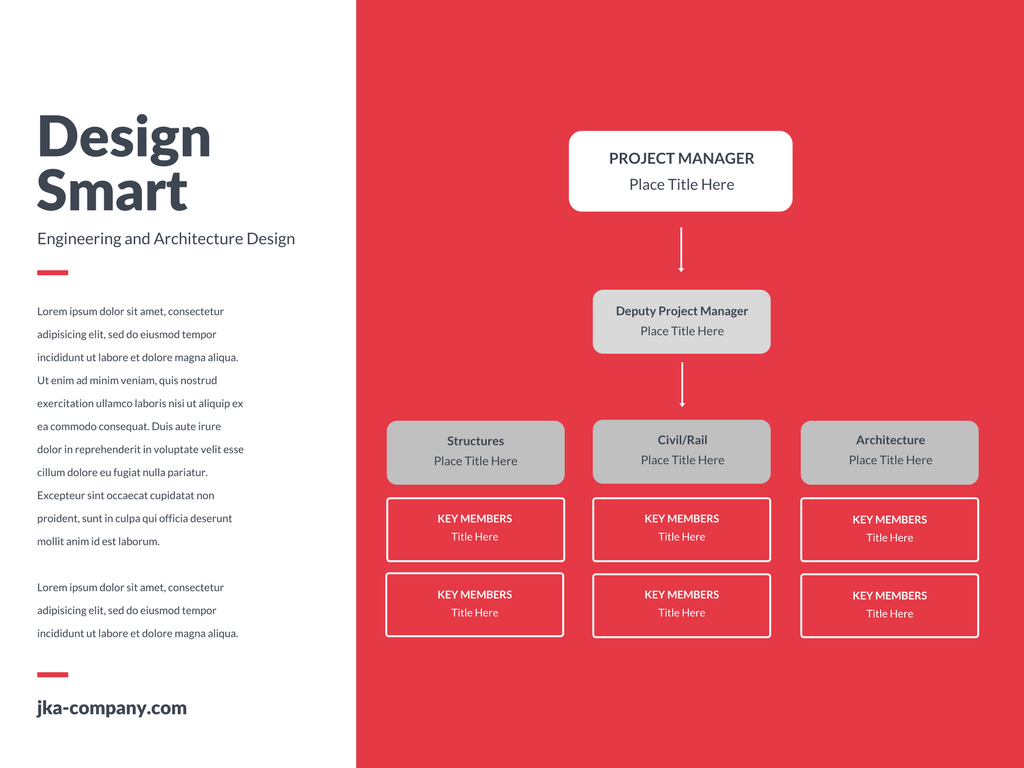 Design
Smart
Engineering and Architecture Design
Lorem ipsum dolor sit amet, consectetur
adipisicing elit, sed do eiusmod tempor
incididunt ut labore et dolore magna aliqua.
Ut enim ad minim veniam, quis nostrud
exercitation ullamco laboris nisi ut aliquip ex
ea commodo consequat. Duis aute irure
dolor in reprehenderit in voluptate velit esse
cillum dolore eu fugiat nulla pariatur.
Excepteur sint occaecat cupidatat non
proident, sunt in culpa qui officia deserunt
mollit anim id est laborum.
Lorem ipsum dolor sit amet, consectetur
adipisicing elit, sed do eiusmod tempor
incididunt ut labore et dolore magna aliqua.
jka-company.com
PROJECT MANAGER
Place Title Here
Deputy Project Manager
Place Title Here
Structures
Place Title Here
Civil/Rail
Place Title Here
Architecture
Place Title Here
KEY MEMBERS
Title Here
KEY MEMBERS
Title Here
KEY MEMBERS
Title Here
KEY MEMBERS
Title Here
KEY MEMBERS
Title Here
KEY MEMBERS
Title Here